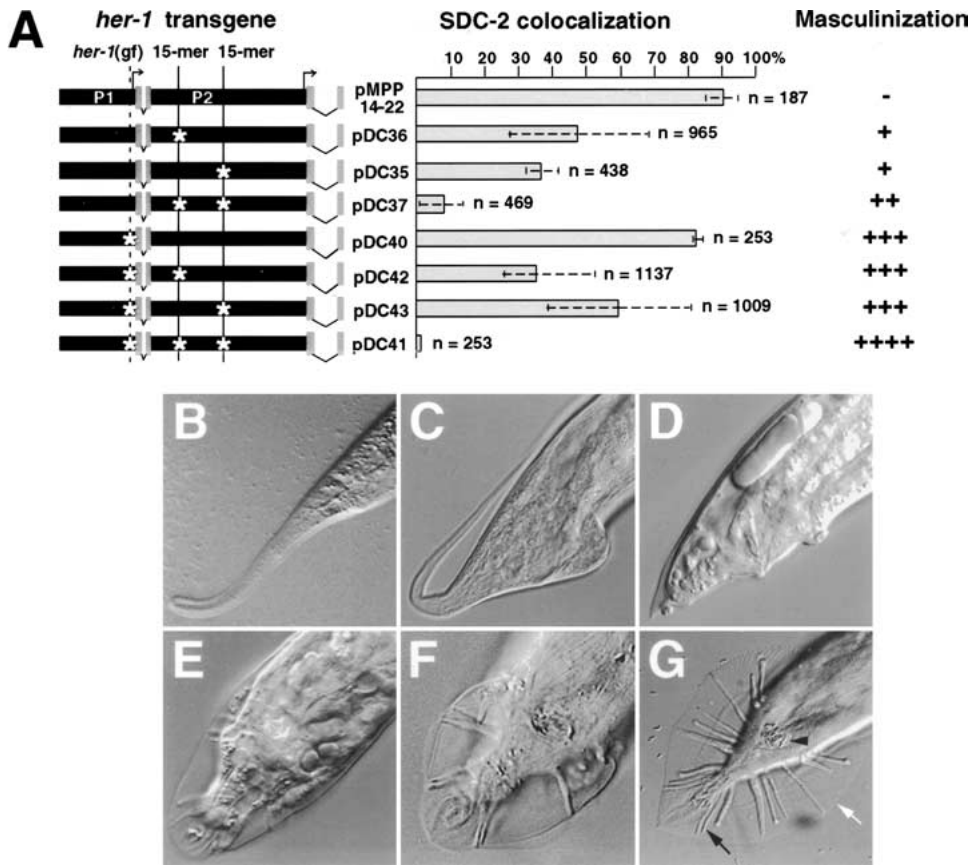 A
her-1 transgene
SDC-2 colocalization
Masculinization
her-1(gf) 15-mer 15-mer
10 20 30 40 50 60 70 80 90 100%
P1 P2 pMPP 14-22 n = 187 -
pDC36 n = 965 +
pDC35 n = 438 +
pDC37 n = 469 ++
pDC40 n = 253 +++
pDC42 n = 1137 +++
pDC43 n = 1009 +++
pDC41 n = 253 ++++
B C D
E F G